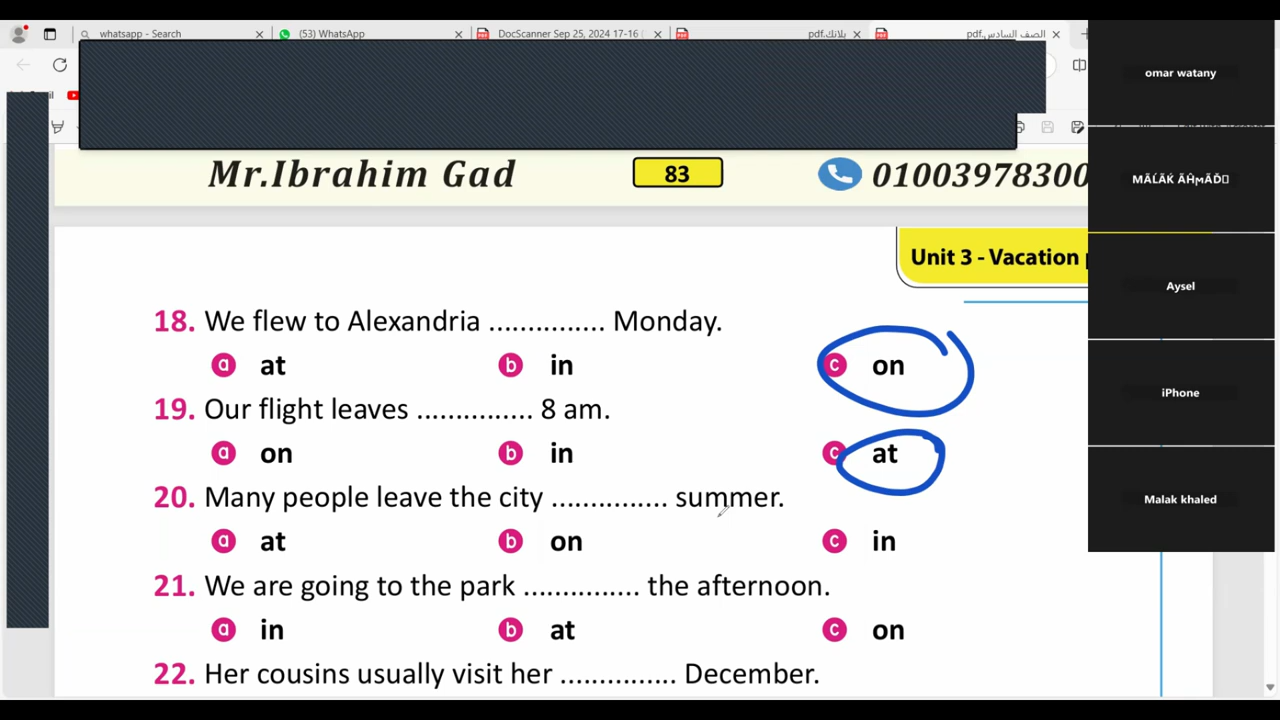 whatsapp - Search
(53) WhatsApp
DocScanner Sep 25, 2024 17-16
بلانك.pdf
الصف السادس.pdf
Mr.Ibrahim Gad
83
01003978300
Unit 3 - Vacation
18. We flew to Alexandria ............... Monday.
a at
b in
c on
19. Our flight leaves ............... 8 am.
a on
b in
c at
20. Many people leave the city ............... summer.
a at
b on
c in
21. We are going to the park ............... the afternoon.
a in
b at
c on
22. Her cousins usually visit her ............... December.
omar watany
Aysel
iPhone
Malak khaled